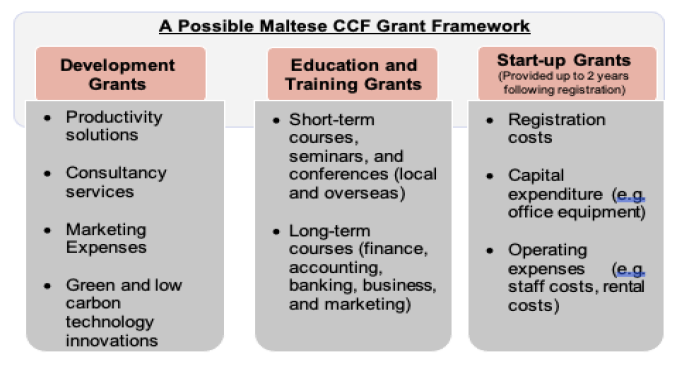 A Possible Maltese CCF Grant Framework
Development
Grants
• Productivity
solutions
• Consultancy
services
• Marketing
Expenses
• Green and low
carbon
technology
innovations
Education and
Training Grants
• Short-term
courses,
seminars, and
conferences (local
and overseas)
• Long-term
courses (finance,
accounting,
banking, business,
and marketing)
Start-up Grants
(Provided up to 2 years
following registration)
• Registration
costs
• Capital
expenditure (e.g.
office equipment)
• Operating
expenses (e.g.
staff costs, rental
costs)